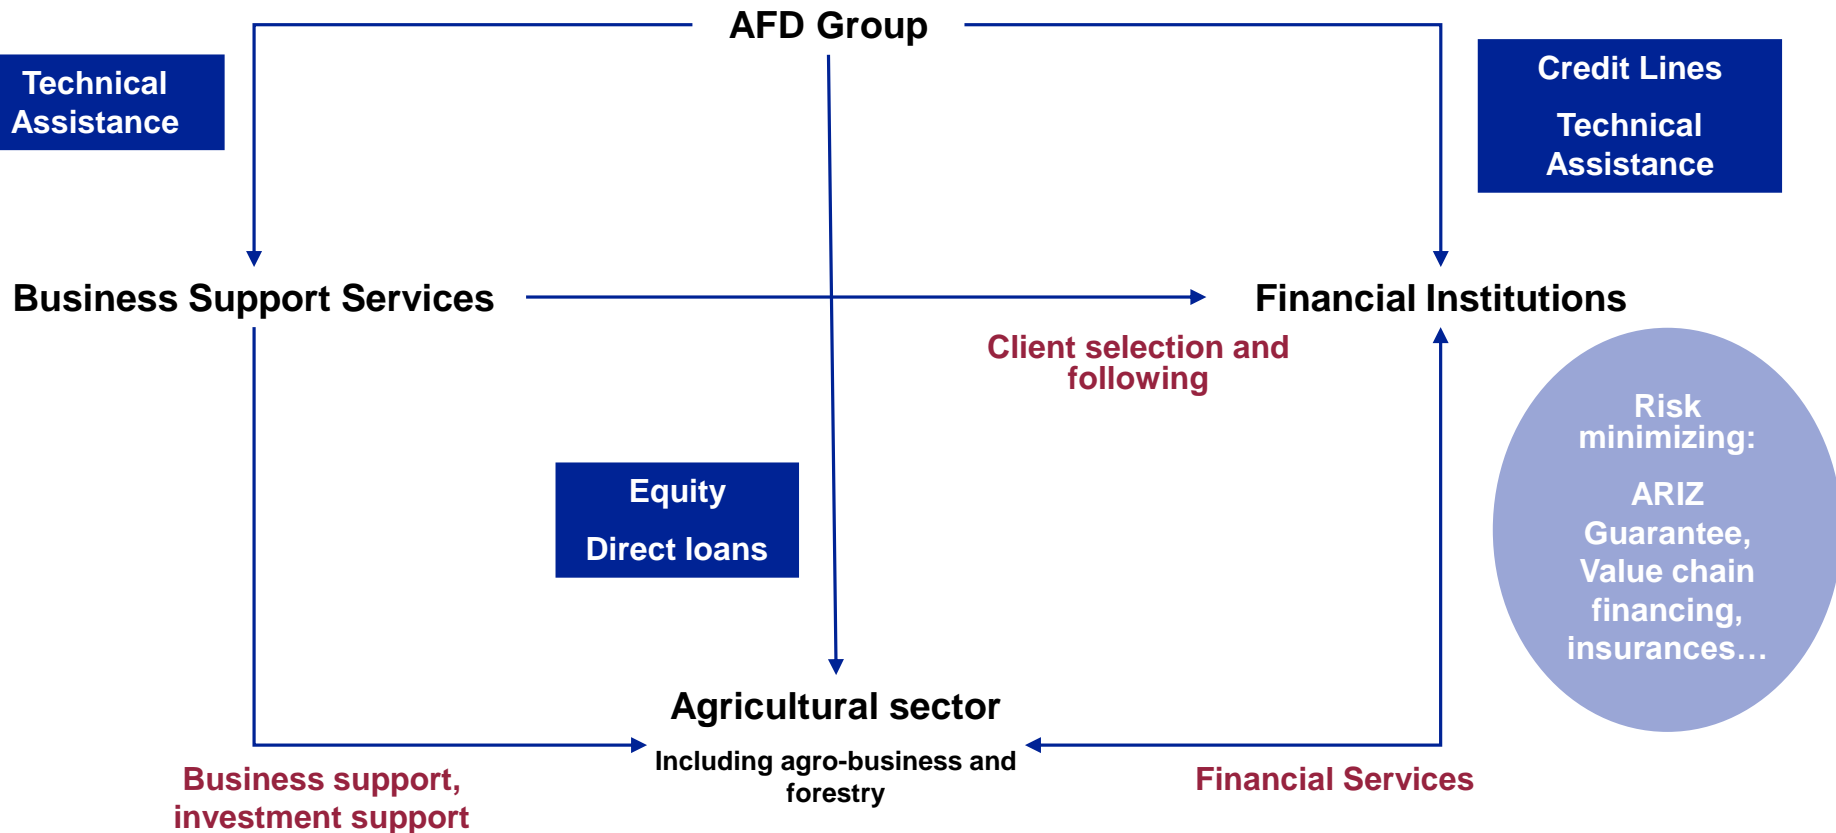 AFD Group
Technical
Assistance
Credit Lines
Technical
Assistance
Business Support Services
Financial Institutions
Client selection and
following
Risk
minimizing:
ARIZ
Guarantee,
Value chain
financing,
insurances…
Equity
Direct loans
Agricultural sector
Including agro-business and
forestry
Business support,
investment support
Financial Services